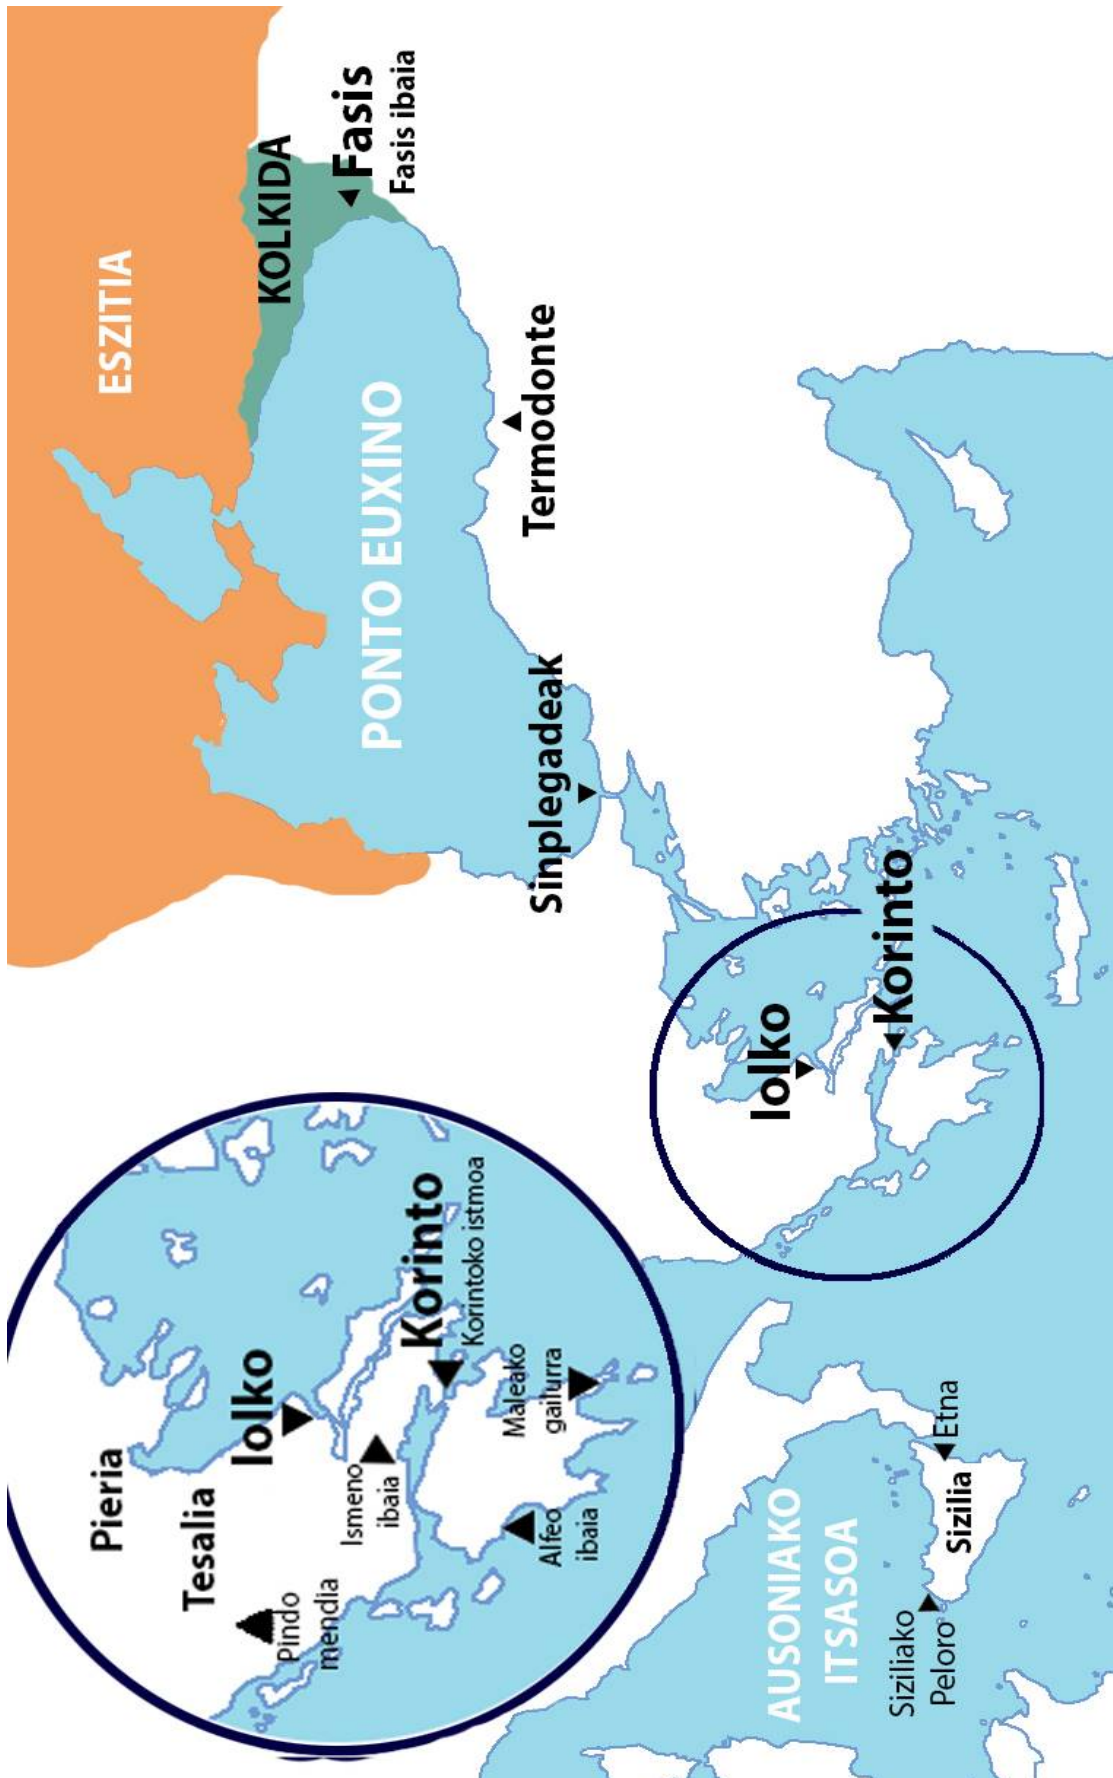 ESZITIA
KOLKIDA
Fasis
Fasis ibaia
PONTO EUXINO
Termodonte
Sinplegadeak
Iolko
Korinto
Pieria
Tesalia
Pindo
mendia
Iolko
Ismeno
ibaia
Korinto
Korintoko istmoa
Maleako
gailurra
Alfeo
ibaia
AUSONIAKO
ITSASOA
Siziliako
Peloro
Sizilia
Etna